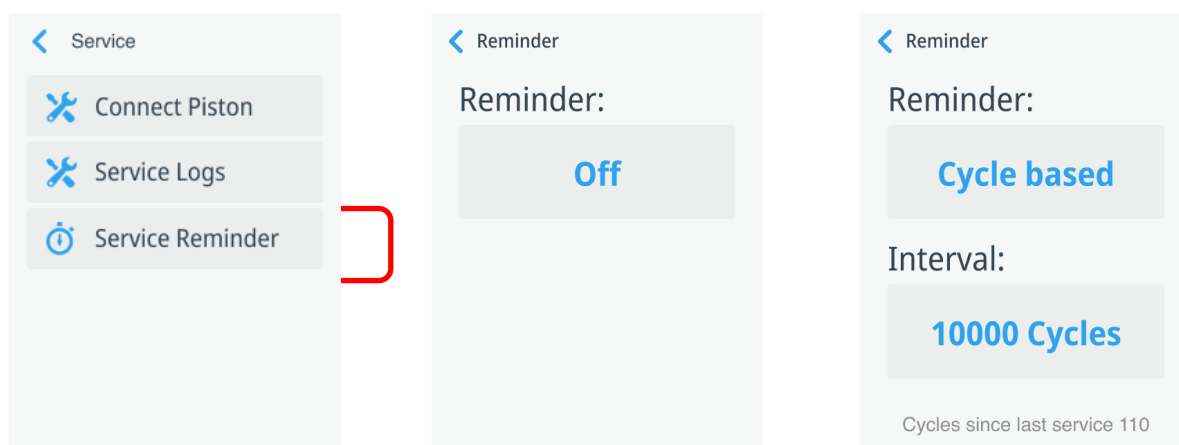 Service
Connect Piston
Service Logs
Service Reminder
Reminder
Reminder:
Off
Reminder
Reminder:
Cycle based
Interval:
10000 Cycles
Cycles since last service 110